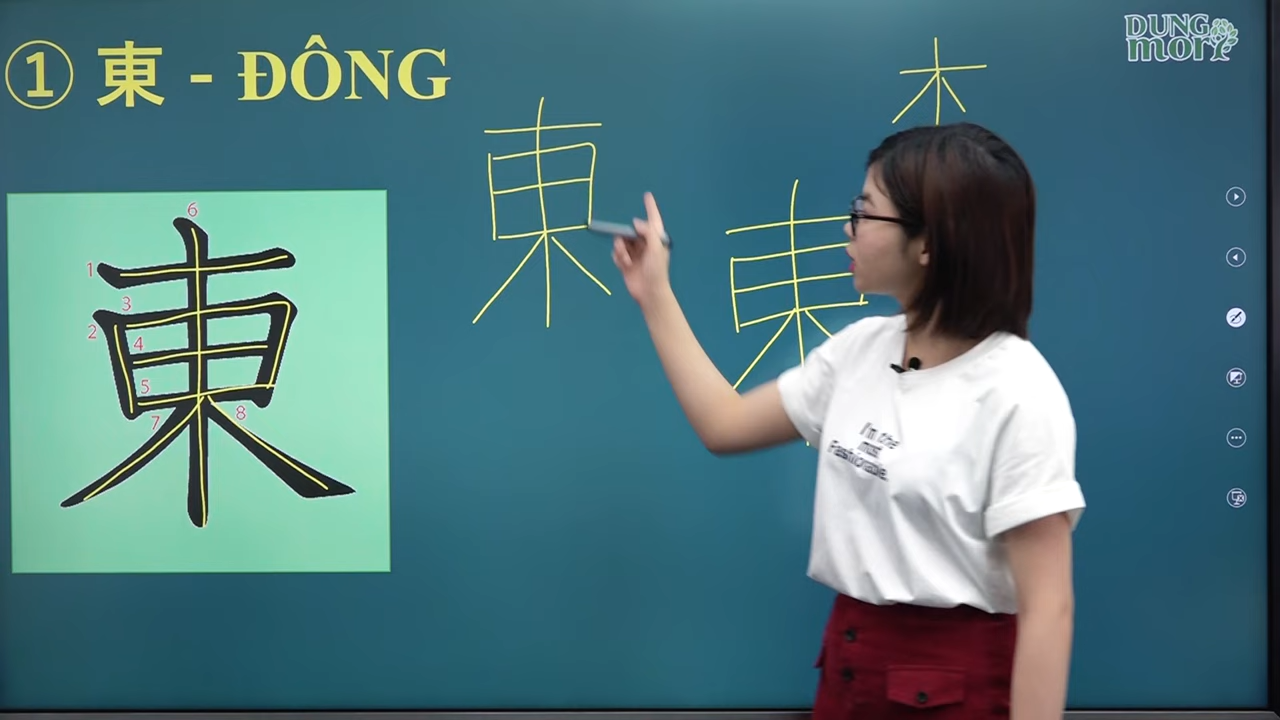 ① 東 - ĐÔNG
DUNG
mori
木
東
東
6
1
3
2
4
5
7
8
I'm the
most
Fashionable.